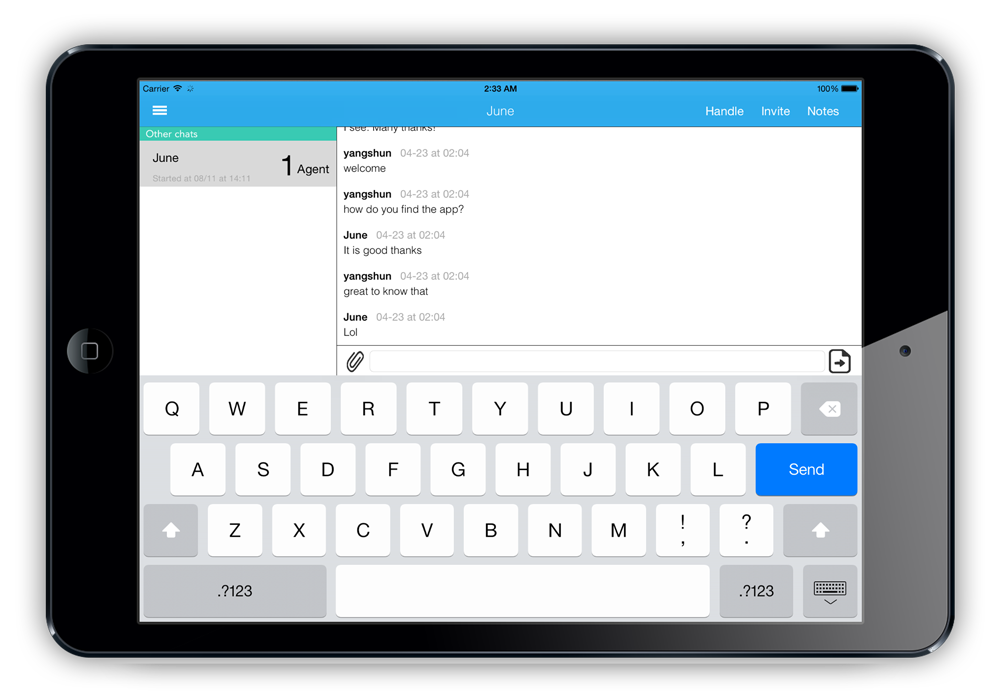 Carrier 2:33 AM 100%
June Handle Invite Notes
Other chats
June
1 Agent
Started at 08/11 at 14:11
I see. Many thanks!
yangshun 04-23 at 02:04
welcome
yangshun 04-23 at 02:04
how do you find the app?
June 04-23 at 02:04
It is good thanks
yangshun 04-23 at 02:04
great to know that
June 04-23 at 02:04
Lol
Q W E R T Y U I O P
A S D F G H J K L Send
Z X C V B N M ! , ? .
.?123 .?123